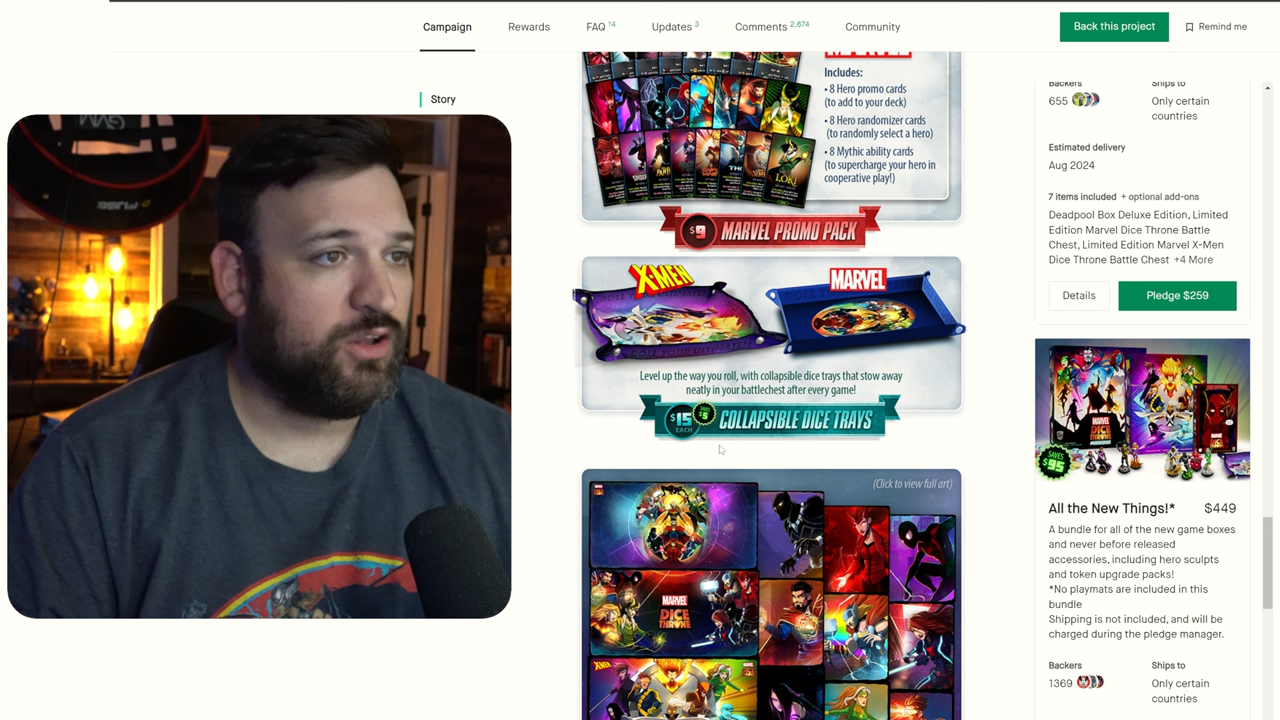 Campaign
Rewards
FAQ 14
Updates 3
Comments 2,674
Community
Back this project
Remind me
Story
Includes:
• 8 Hero promo cards
(to add to your deck)
• 8 Hero randomizer cards
(to randomly select a hero)
• 8 Mythic ability cards
(to supercharge your hero in
cooperative play!)
LOKI
$9 MARVEL PROMO PACK
X-MEN
MARVEL
Level up the way you roll, with collapsible dice trays that stow away
neatly in your battlechest after every game!
$15 EACH SAVES $5 COLLAPSIBLE DICE TRAYS
(Click to view full art)
MARVEL
DICE
THRONE
X-MEN
Backers
655
Ships to
Only certain
countries
Estimated delivery
Aug 2024
7 items included + optional add-ons
Deadpool Box Deluxe Edition, Limited
Edition Marvel Dice Throne Battle
Chest, Limited Edition Marvel X-Men
Dice Throne Battle Chest +4 More
Details
Pledge $259
DICE
THRONE
SAVES
$95
All the New Things!* $449
A bundle for all of the new game boxes
and never before released
accessories, including hero sculpts
and token upgrade packs!
*No playmats are included in this
bundle
Shipping is not included, and will be
charged during the pledge manager.
Backers
1369
Ships to
Only certain
countries